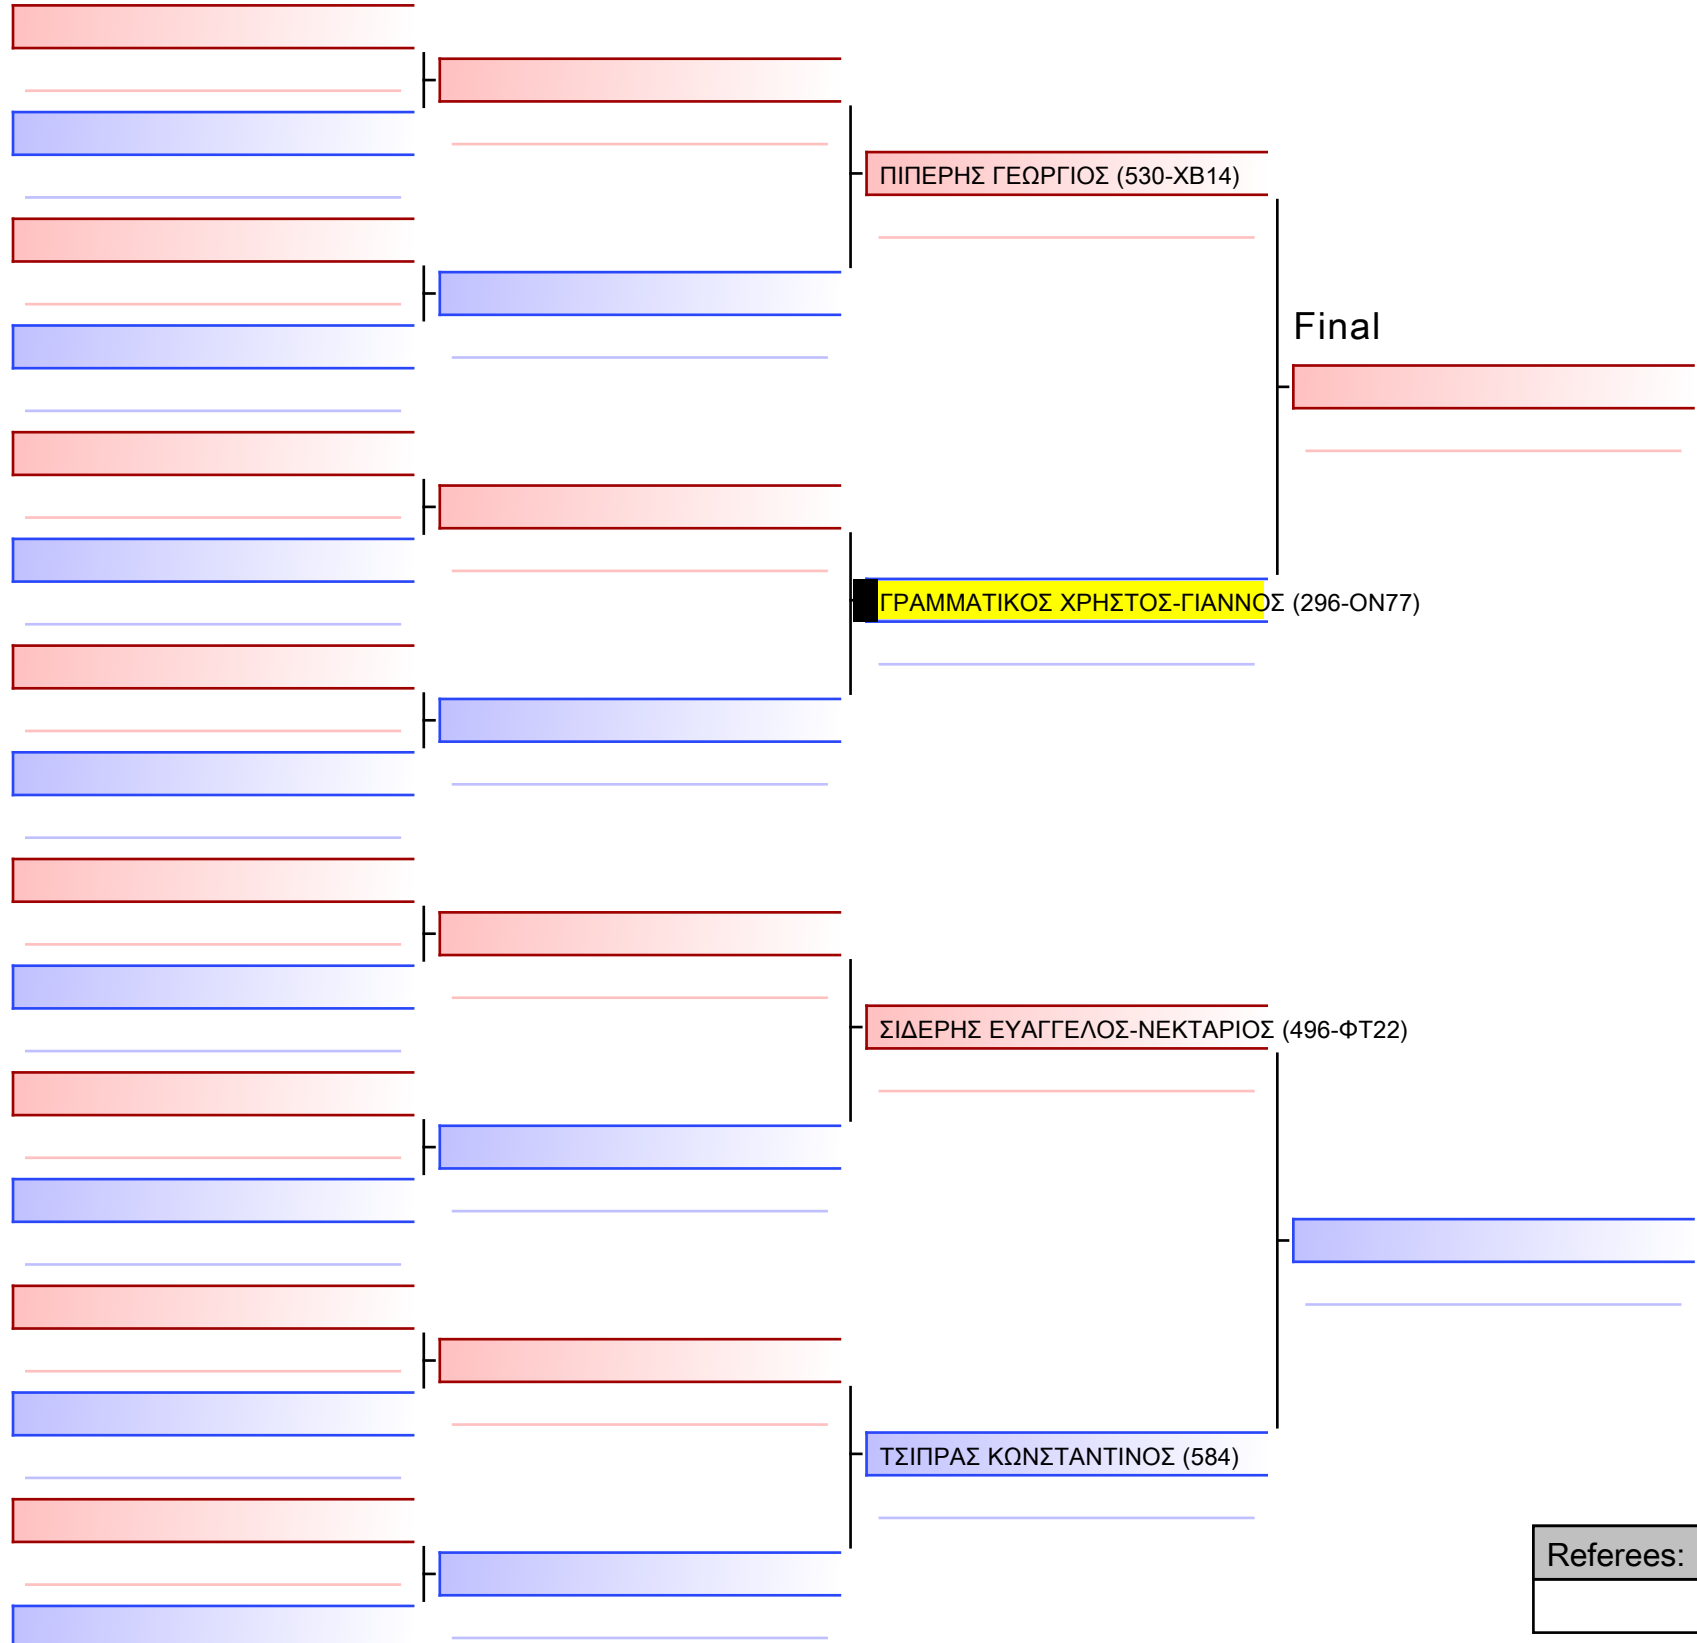 ΠΙΠΕΡΗΣ ΓΕΩΡΓΙΟΣ (530-ΧΒ14)
Final
ΓΡΑΜΜΑΤΙΚΟΣ ΧΡΗΣΤΟΣ-ΓΙΑΝΝΟΣ (296-ΟΝ77)
ΣΙΔΕΡΗΣ ΕΥΑΓΓΕΛΟΣ-ΝΕΚΤΑΡΙΟΣ (496-ΦΤ22)
ΤΣΙΠΡΑΣ ΚΩΝΣΤΑΝΤΙΝΟΣ (584)
Referees: